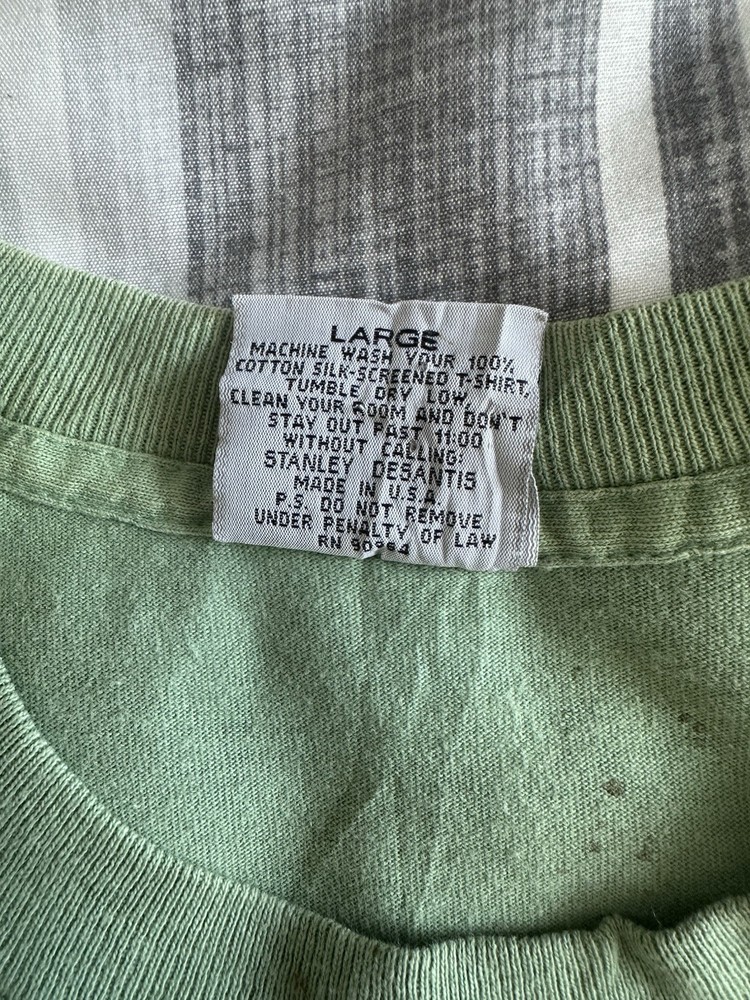 LARGE
MACHINE WASH YOUR 100%
COTTON SILK-SCREENED T-SHIRT,
TUMBLE DRY LOW,
CLEAN YOUR ROOM AND DON'T
STAY OUT PAST 11:00
WITHOUT CALLING.
STANLEY DESANTIS
MADE IN U.S.A.
P.S. DO NOT REMOVE
UNDER PENALTY OF LAW
RN